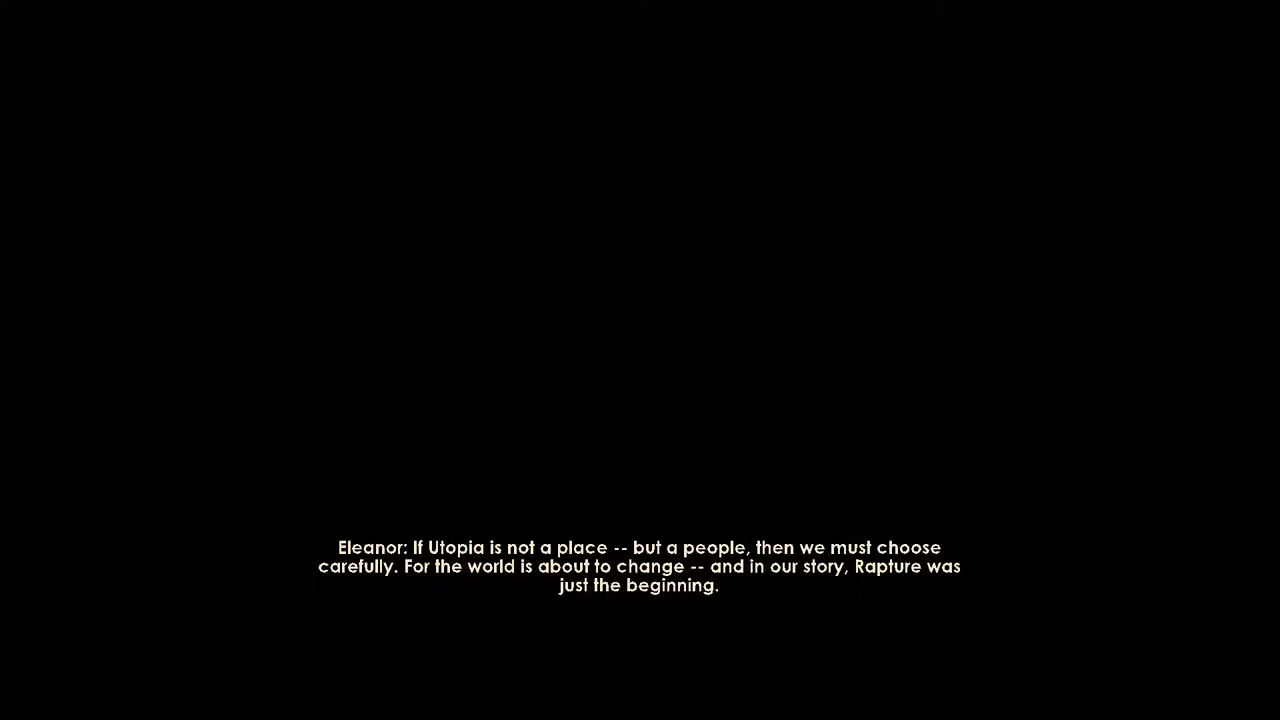 Eleanor: If Utopia is not a place -- but a people, then we must choose
carefully. For the world is about to change -- and in our story, Rapture was
just the beginning.